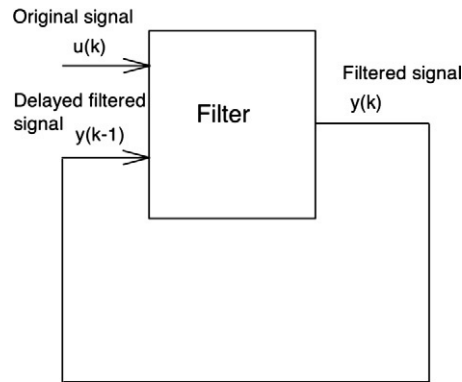 Original signal
u(k)
Delayed filtered
signal
y(k-1)
Filter
Filtered signal
y(k)